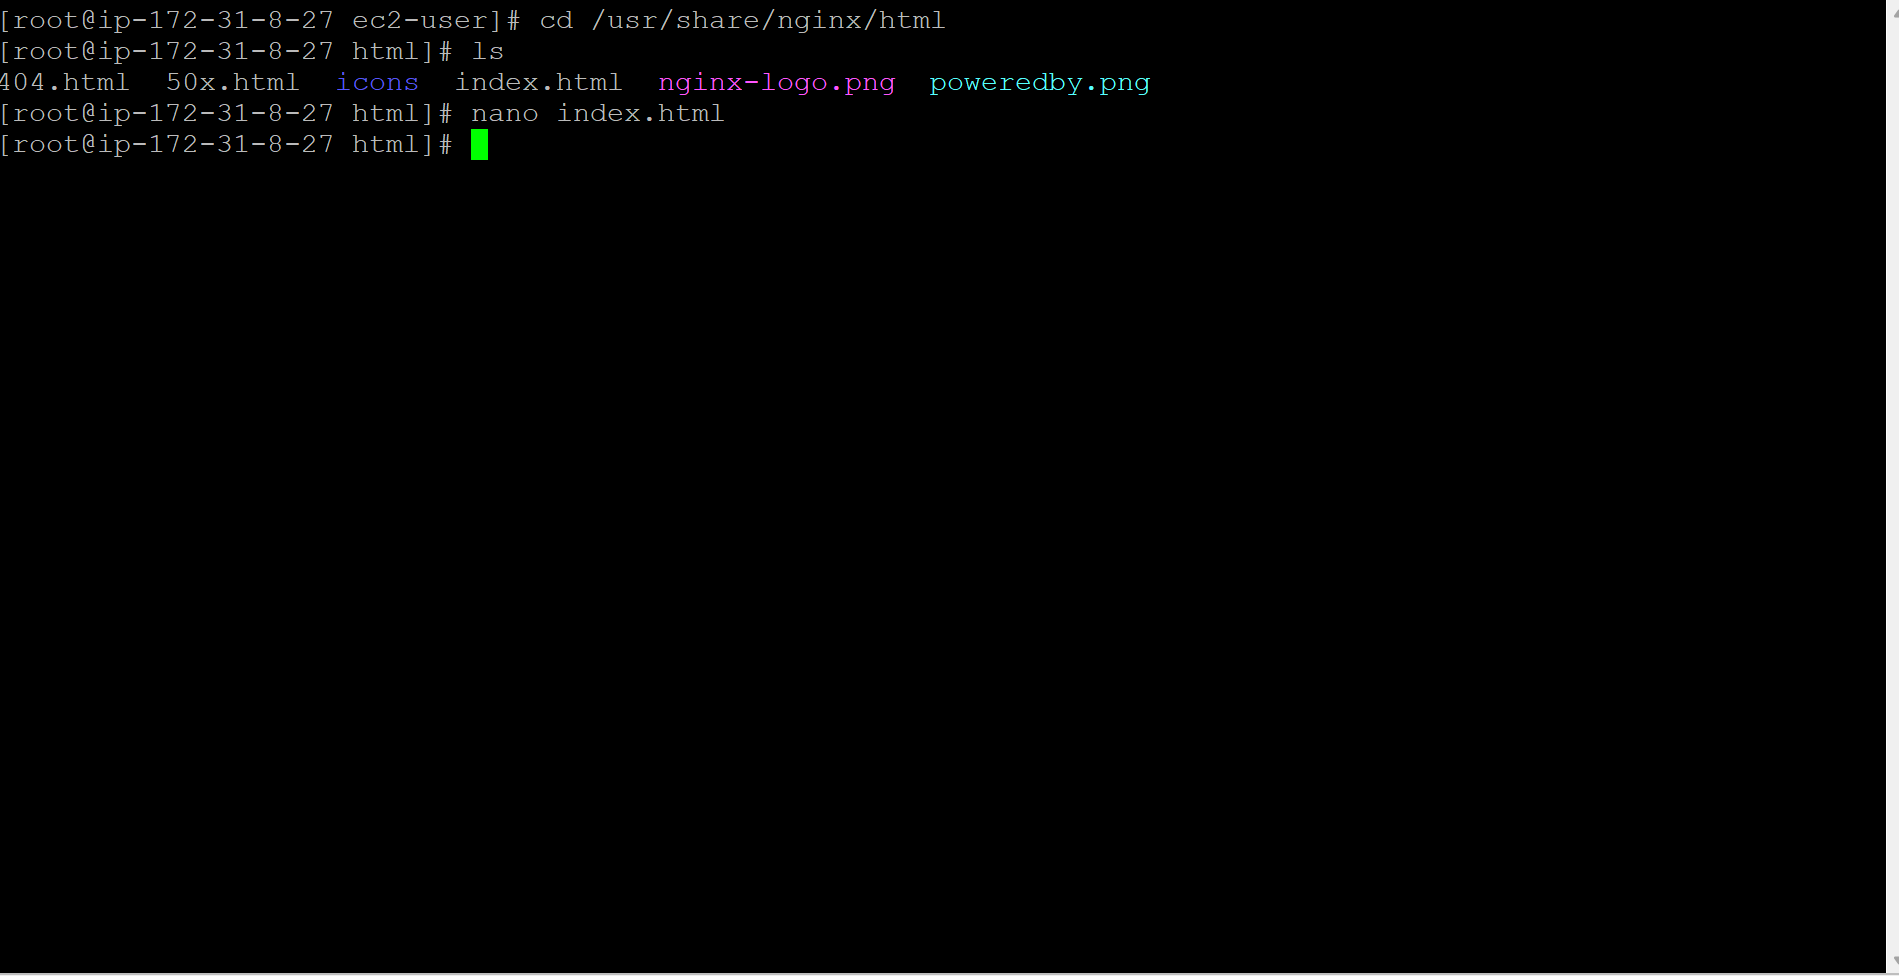 [root@ip-172-31-8-27 ec2-user]# cd /usr/share/nginx/html
[root@ip-172-31-8-27 html]# ls
404.html  50x.html  icons  index.html  nginx-logo.png  poweredby.png
[root@ip-172-31-8-27 html]# nano index.html
[root@ip-172-31-8-27 html]#